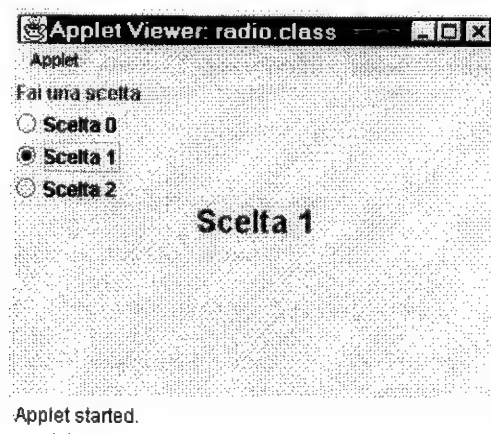 Applet Viewer: radio.class
Applet
Fai una scelta
Scelta 0
Scelta 1
Scelta 2
Scelta 1
Applet started.